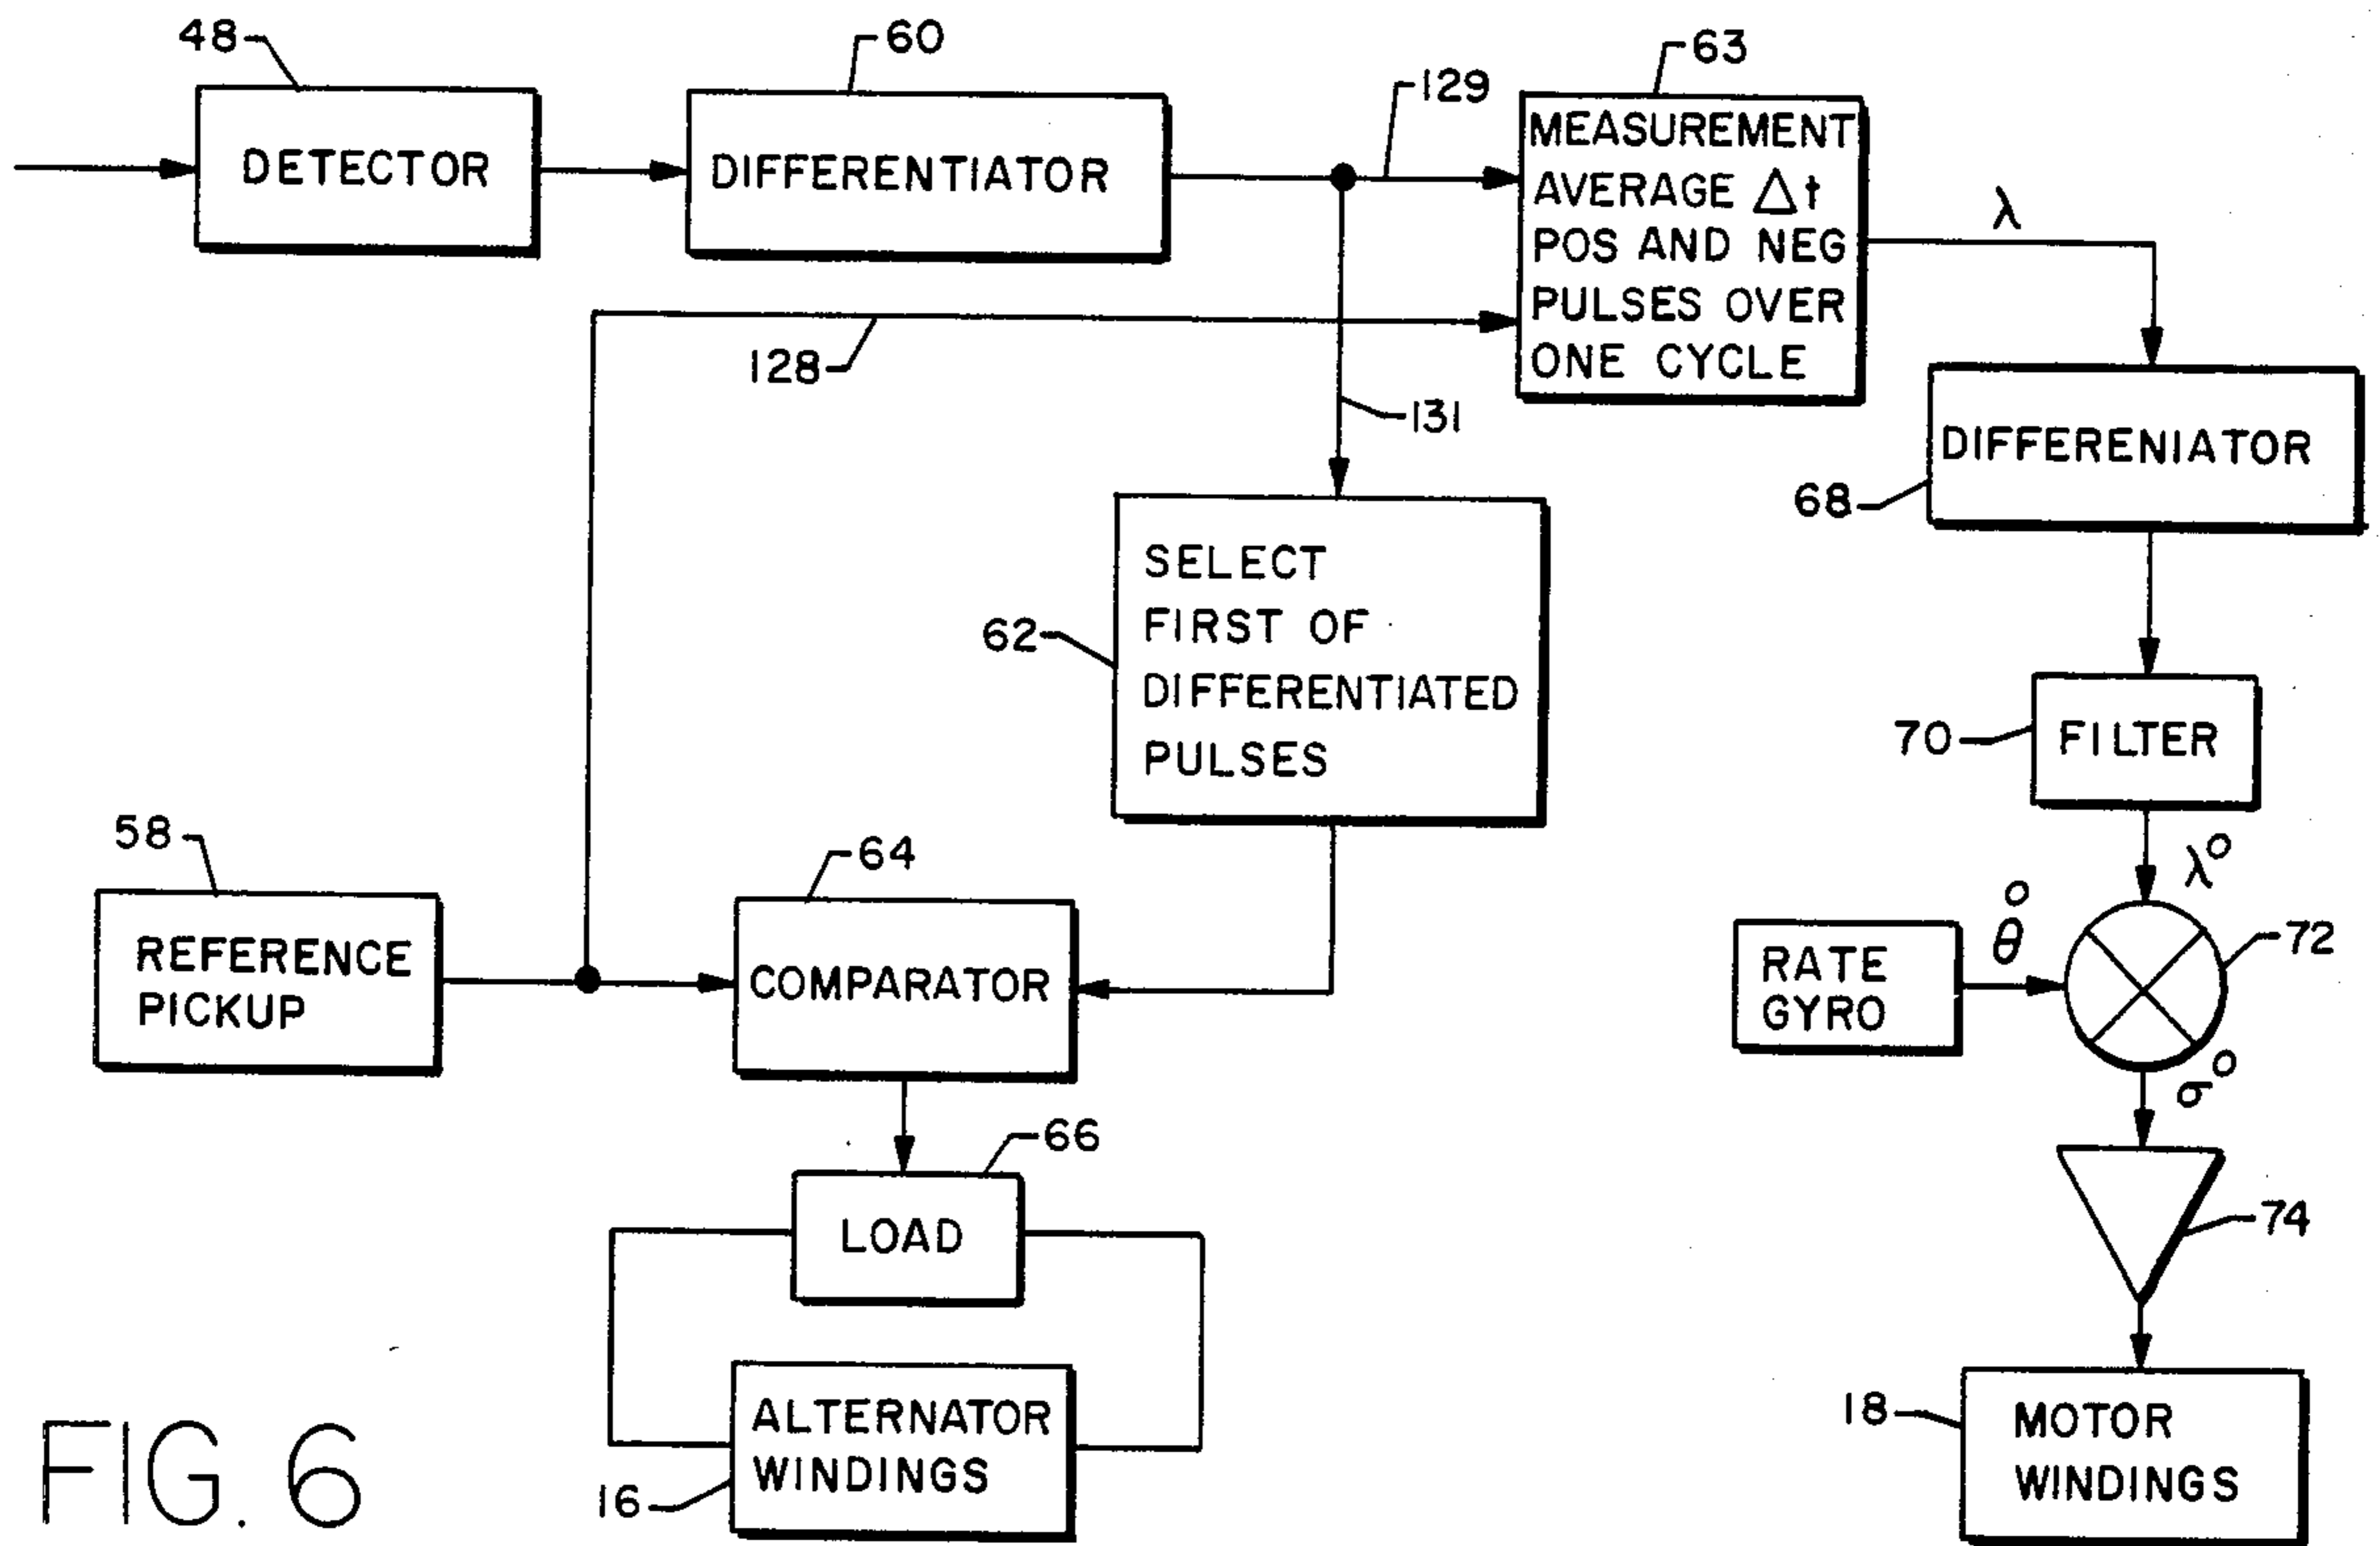 48
60
63
129
DETECTOR
DIFFERENTIATOR
MEASUREMENT
AVERAGE Δt
POS AND NEG
PULSES OVER
ONE CYCLE
λ
128
131
DIFFERENIATOR
68
SELECT
FIRST OF
DIFFERENTIATED
PULSES
62
FILTER
70
58
64
λ°
REFERENCE
PICKUP
COMPARATOR
RATE
GYRO
θ°
72
σ°
66
LOAD
74
ALTERNATOR
WINDINGS
16
MOTOR
WINDINGS
18
FIG. 6